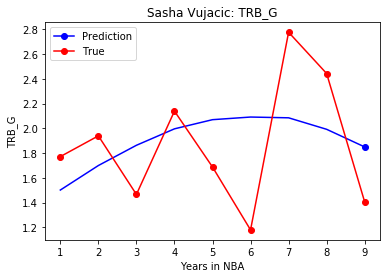 Sasha Vujacic: TRB_G
Prediction
True
TRB_G
2.8
2.6
2.4
2.2
2.0
1.8
1.6
1.4
1.2
1 2 3 4 5 6 7 8 9
Years in NBA